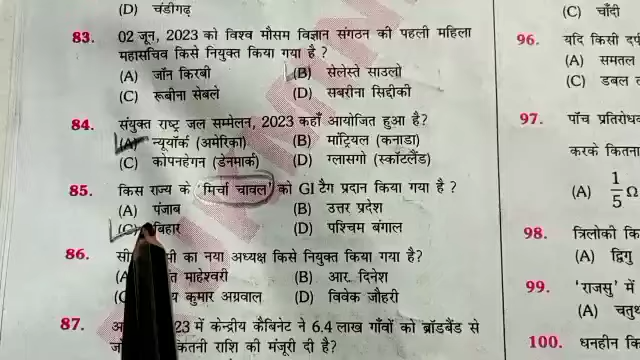 (D) चंडीगढ़
83. 02 जून, 2023 को विश्व मौसम विज्ञान संगठन की पहली महिला
महासचिव किसे नियुक्त किया गया है ?
(A) जॉन किरबी (B) सेलेस्ते साउलो
(C) रूबीना सेबले (D) सबरीना सिद्दीकी
84. संयुक्त राष्ट्र जल सम्मेलन, 2023 कहाँ आयोजित हुआ है?
(A) न्यूयॉर्क (अमेरिका) (B) मॉट्रियल (कनाडा)
(C) कोपनहेगन (डेनमार्क) (D) ग्लासगो (स्कॉटलैंड)
85. किस राज्य के 'मिर्चा चावल' को GI टैग प्रदान किया गया है ?
(A) पंजाब (B) उत्तर प्रदेश
(C) बिहार (D) पश्चिम बंगाल
86. का नया अध्यक्ष किसे नियुक्त किया गया है?
(A माहेश्वरी (B) आर. दिनेश
कुमार अग्रवाल (D) विवेक जौहरी
87. 23 में केन्द्रीय कैबिनेट ने 6.4 लाख गाँवों को ब्रॉडबैंड से
कितनी राशि की मंजूरी दी है?
(C) चाँदी
96. यदि किसी दर्प
(A) समतल
(C) डबल
97. पाँच प्रतिरोध
करके कितना
(A) 1/5 Ω
98. त्रिलोकी कि
(A) द्विगु
99. 'राजसु' में
(A) चतुथ
100. धनहीन कि